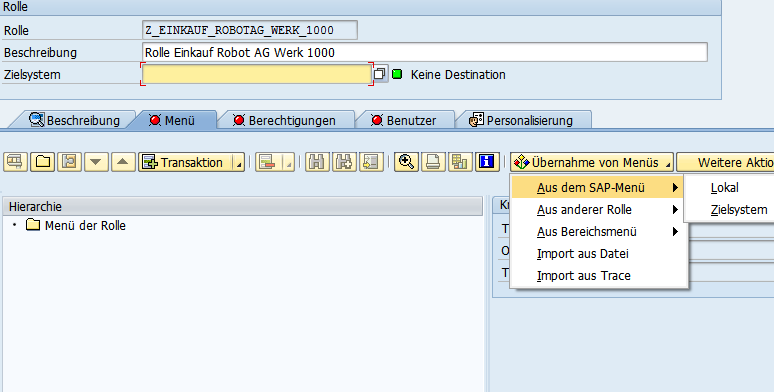 Rolle
Rolle Z_EINKAUF_ROBOTAG_WERK_1000
Beschreibung Rolle Einkauf Robot AG Werk 1000
Zielsystem Keine Destination
Beschreibung Menü Berechtigungen Benutzer Personalisierung
Transaktion Übernahme von Menüs Weitere Aktio
Aus dem SAP-Menü Lokal
Hierarchie Aus anderer Rolle Zielsystem
Menü der Rolle Aus Bereichsmenü
Import aus Datei
Import aus Trace